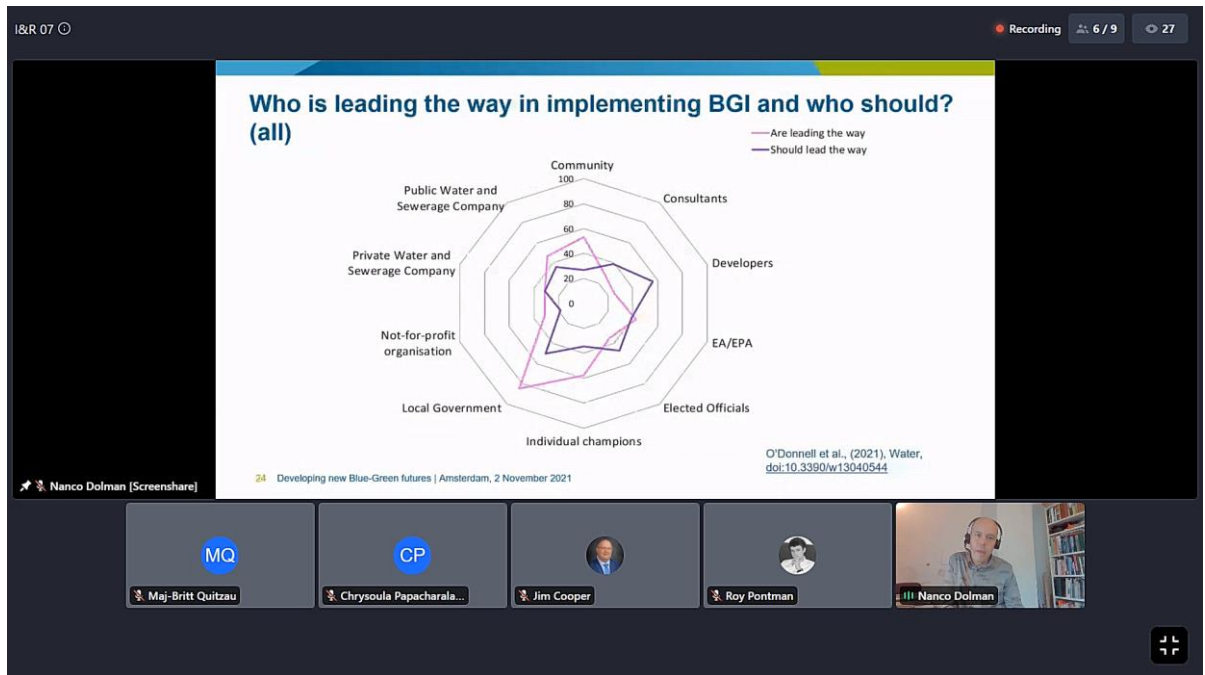 I&R 07
Recording
6 / 9
27
Who is leading the way in implementing BGI and who should?
(all)
Are leading the way
Should lead the way
Community
100
80
60
40
20
0
Consultants
Developers
EA/EPA
Elected Officials
Individual champions
Local Government
Not-for-profit
organisation
Private Water and
Sewerage Company
Public Water and
Sewerage Company
O'Donnell et al., (2021), Water,
doi:10.3390/w13040544
24 Developing new Blue-Green futures | Amsterdam, 2 November 2021
Nanco Dolman [Screenshare]
MQ
Maj-Britt Quitzau
CP
Chrysoula Papacharala...
Jim Cooper
Roy Pontman
Nanco Dolman